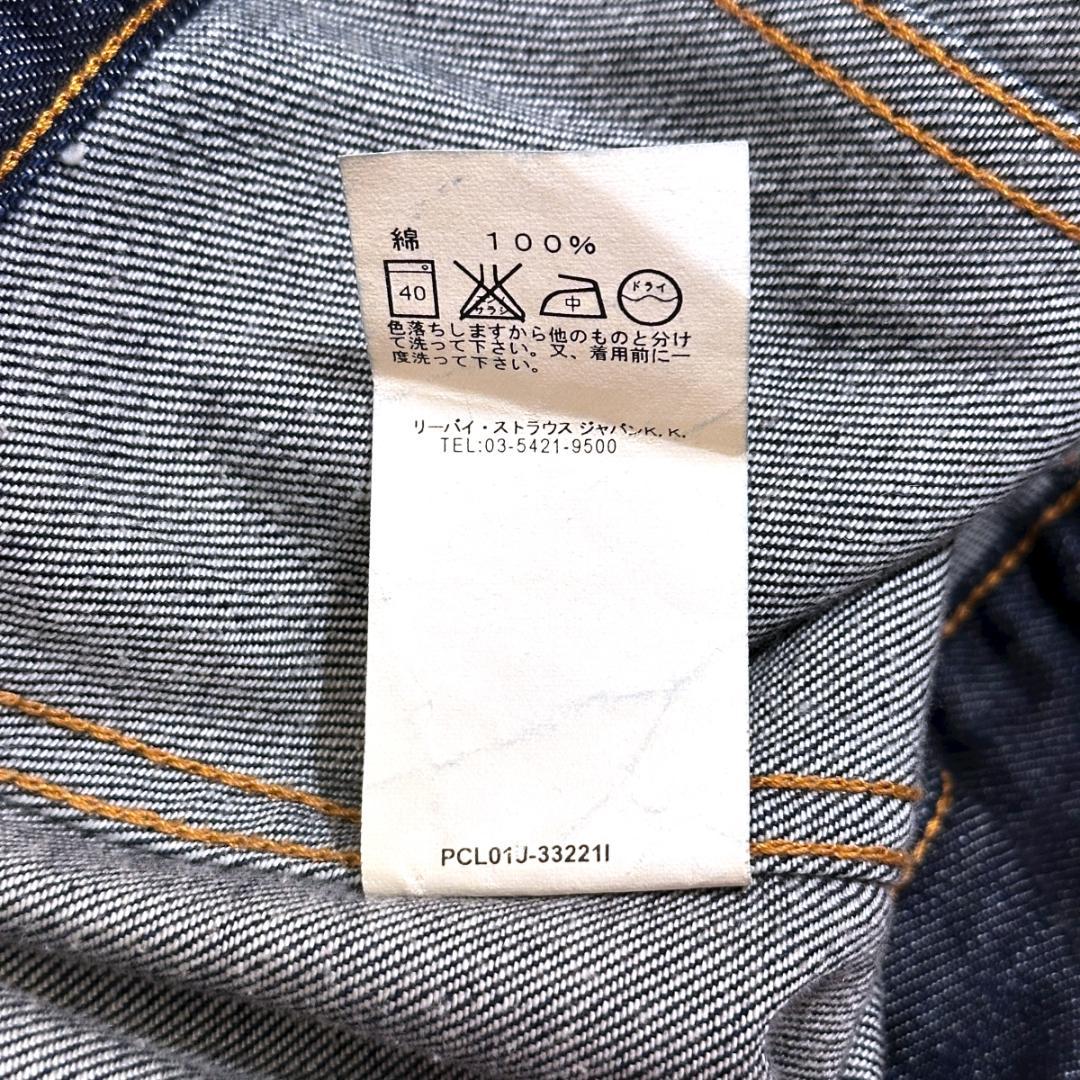 綿 100%
40 サラシ 中 ドライ
色落ちしますから他のものと分け
て洗って下さい。又、着用前に一
度洗って下さい。
リーバイ・ストラウス ジャパンK.K.
TEL:03-5421-9500
PCL01J-33221I